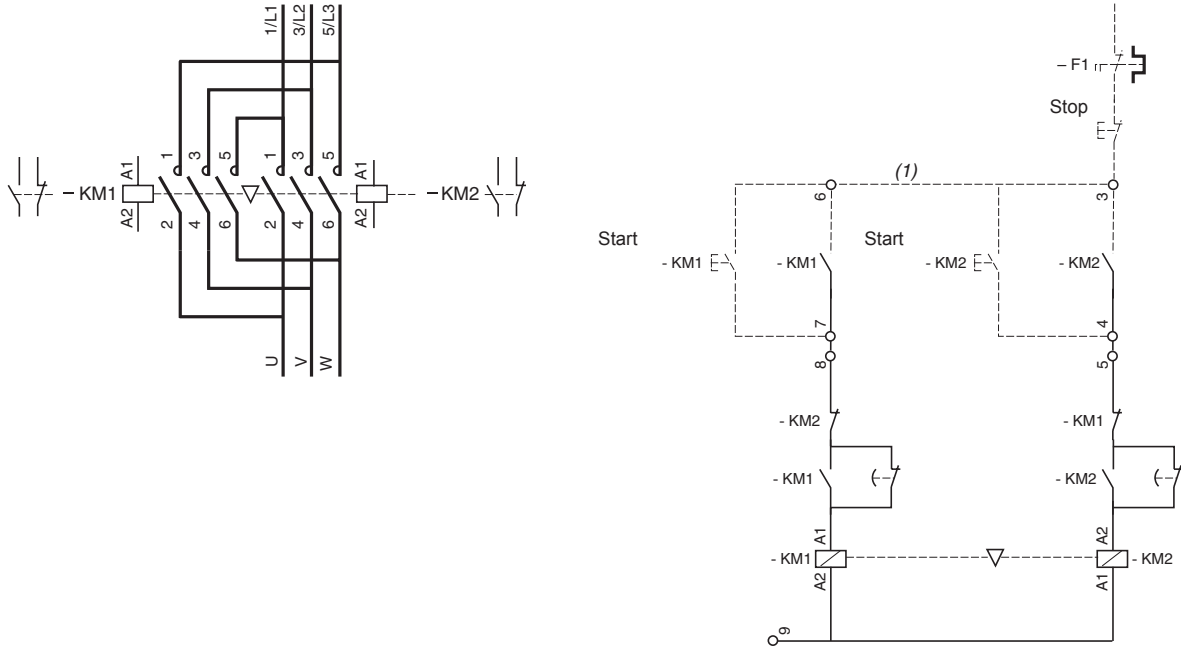 1/L1 3/L2 5/L3
1 3 5 1 3 5
– KM1 A1 A2 A1 A2 – KM2
2 4 6 2 4 6
U V W
– F1
Stop
(1)
6 3
Start Start
- KM1 - KM1 - KM2 - KM2
7 4
8 5
- KM2 - KM1
- KM1 - KM2
A1 A2
- KM1 - KM2
A2 A1
9